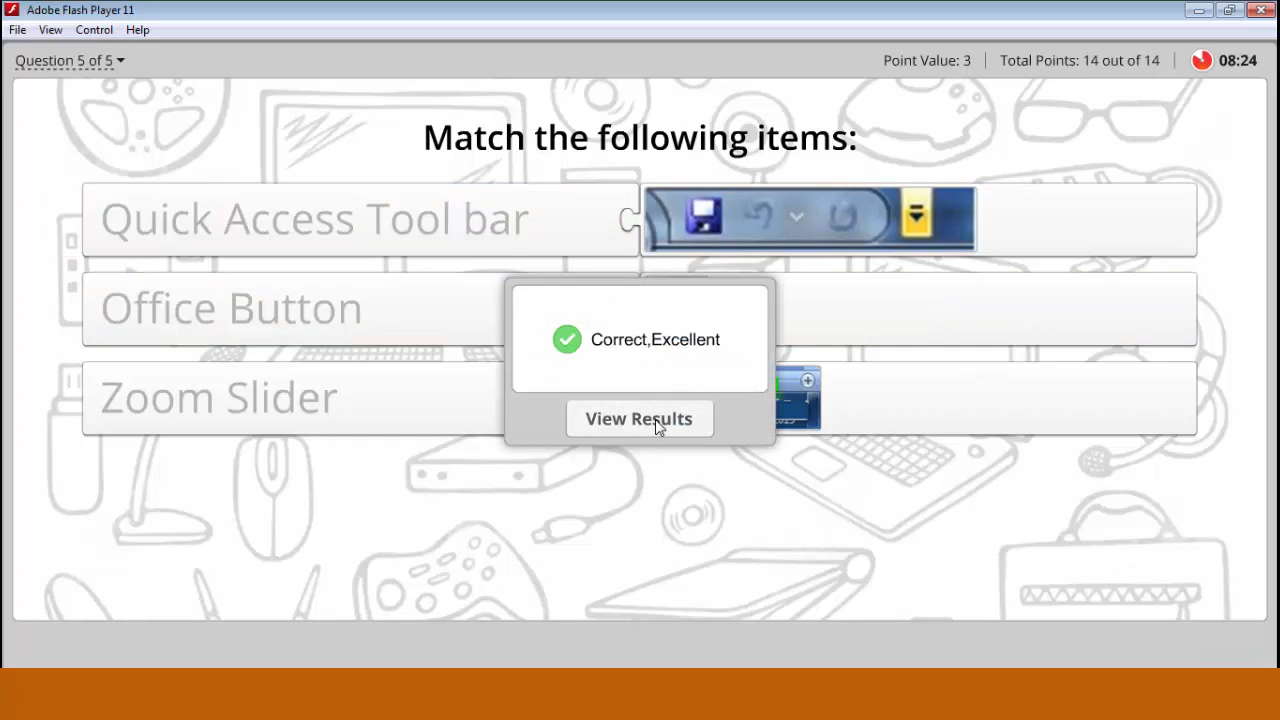 Adobe Flash Player 11
File View Control Help
Question 5 of 5 Point Value: 3 Total Points: 14 out of 14 08:24
Match the following items:
Quick Access Tool bar
Office Button
Correct,Excellent
Zoom Slider
View Results